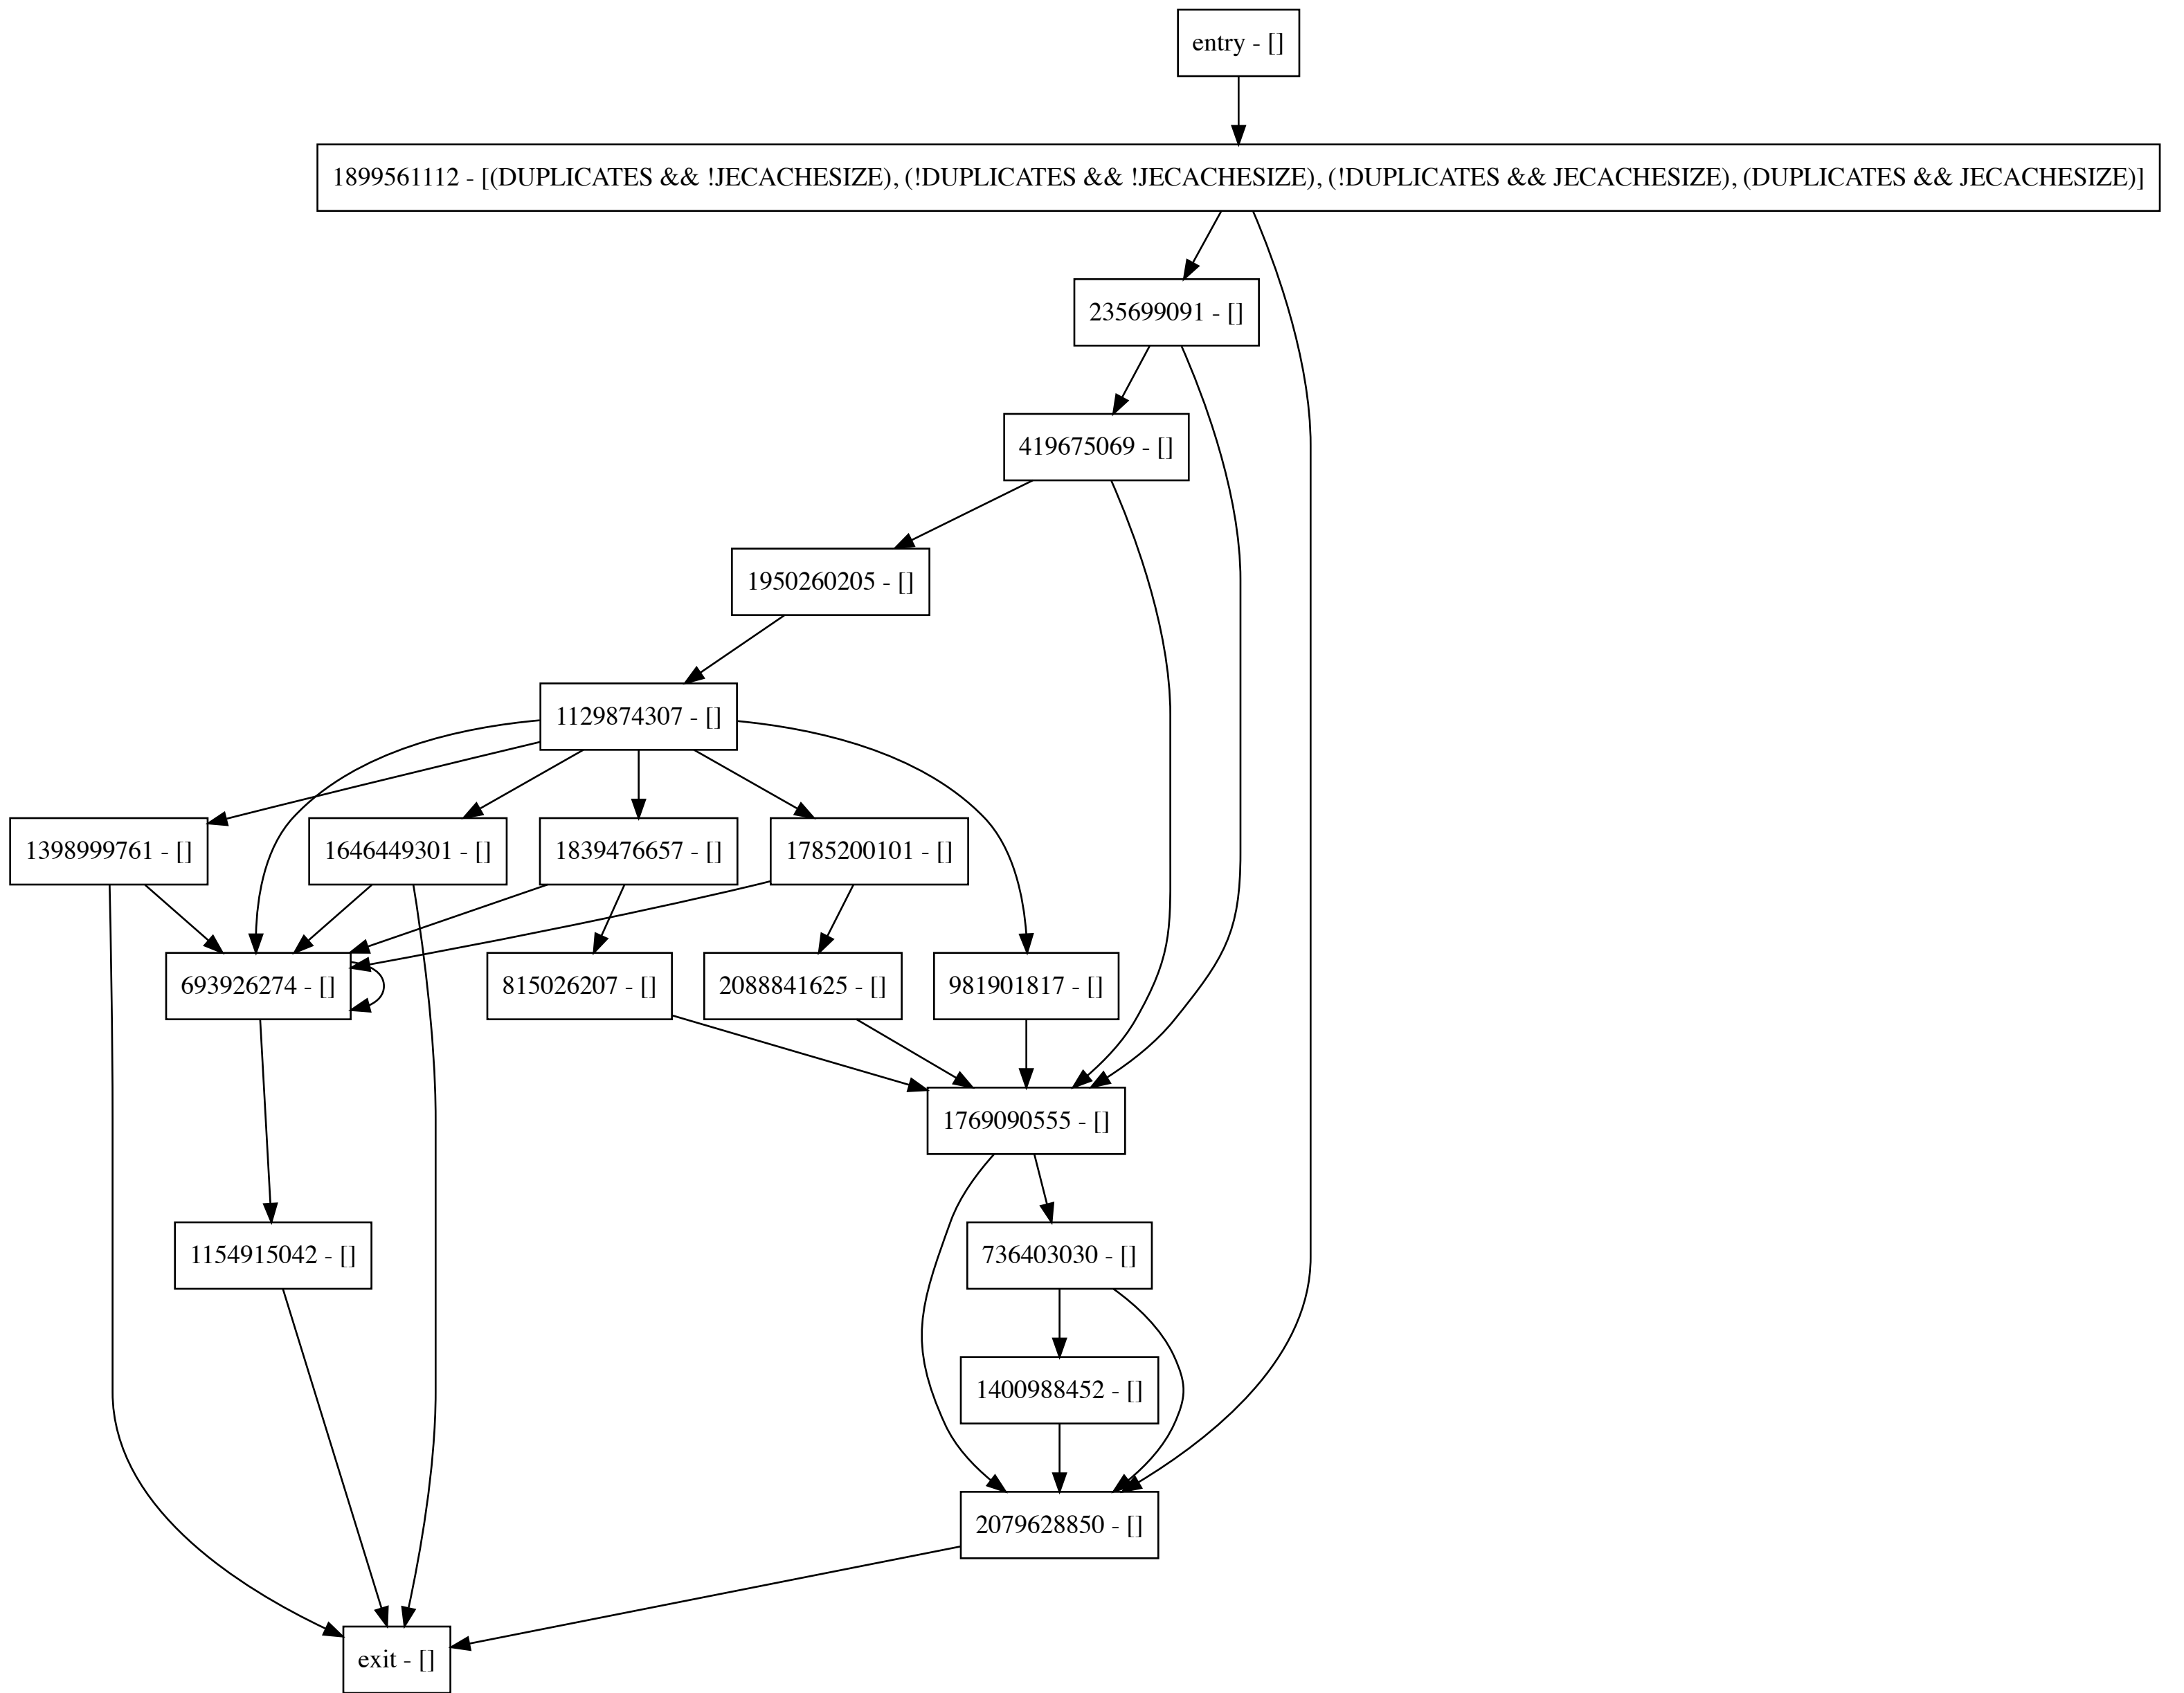 entry - []
1899561112 - [(DUPLICATES && !JECACHESIZE), (!DUPLICATES && !JECACHESIZE), (!DUPLICATES && JECACHESIZE), (DUPLICATES && JECACHESIZE)]
235699091 - []
419675069 - []
1950260205 - []
1129874307 - []
1398999761 - []
1646449301 - []
1839476657 - []
1785200101 - []
693926274 - []
815026207 - []
2088841625 - []
981901817 - []
1769090555 - []
1154915042 - []
736403030 - []
1400988452 - []
2079628850 - []
exit - []